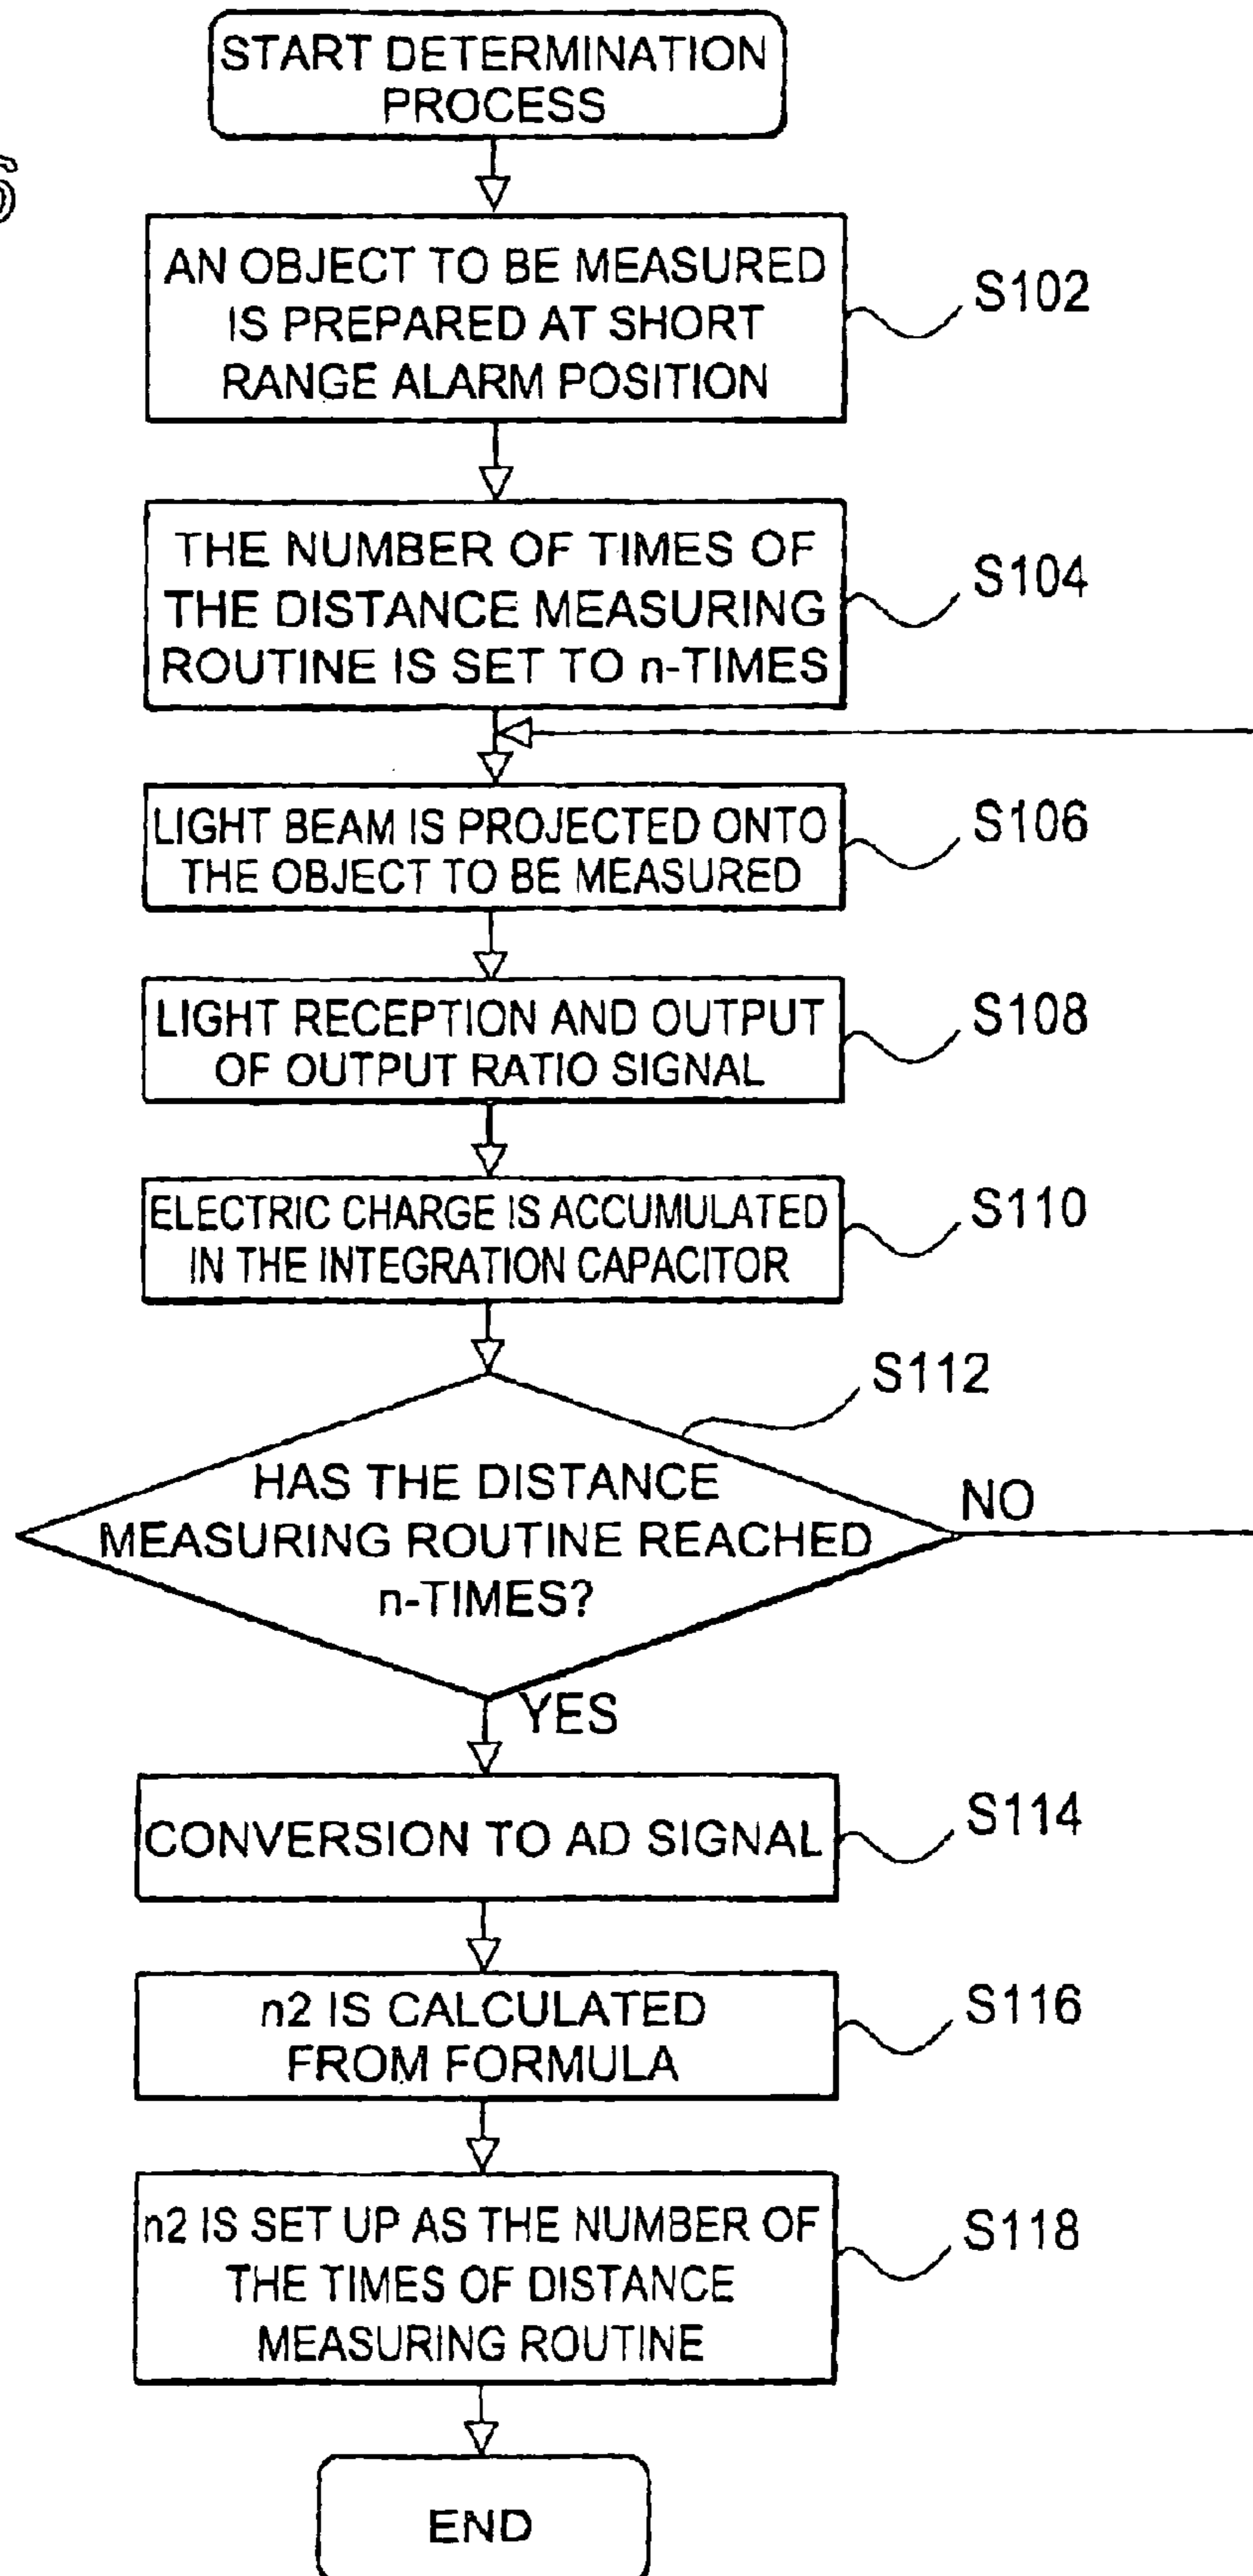 START DETERMINATION
PROCESS
AN OBJECT TO BE MEASURED
IS PREPARED AT SHORT
RANGE ALARM POSITION
S102
THE NUMBER OF TIMES OF
THE DISTANCE MEASURING
ROUTINE IS SET TO n-TIMES
S104
LIGHT BEAM IS PROJECTED ONTO
THE OBJECT TO BE MEASURED
S106
LIGHT RECEPTION AND OUTPUT
OF OUTPUT RATIO SIGNAL
S108
ELECTRIC CHARGE IS ACCUMULATED
IN THE INTEGRATION CAPACITOR
S110
S112
HAS THE DISTANCE
MEASURING ROUTINE REACHED
n-TIMES?
NO
YES
CONVERSION TO AD SIGNAL
S114
n2 IS CALCULATED
FROM FORMULA
S116
n2 IS SET UP AS THE NUMBER OF
THE TIMES OF DISTANCE
MEASURING ROUTINE
S118
END